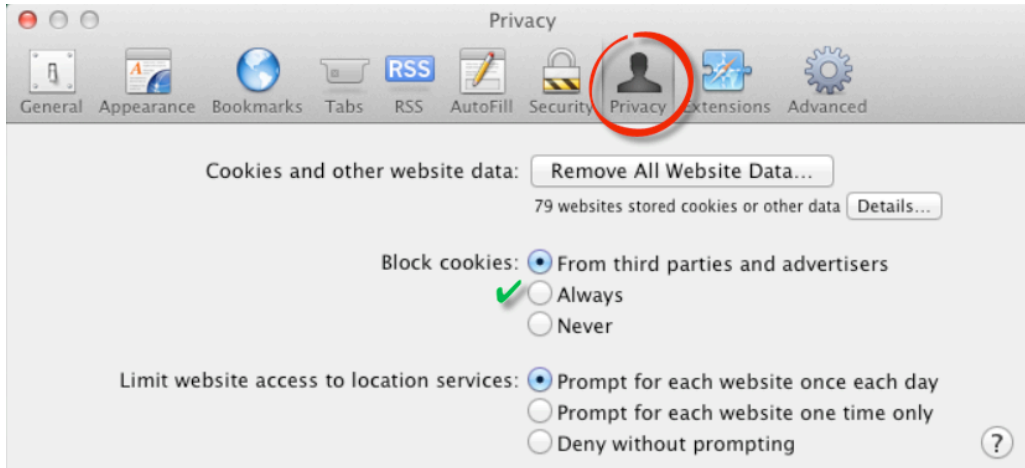 Privacy
General Appearance Bookmarks Tabs RSS AutoFill Security Privacy Extensions Advanced
RSS
Cookies and other website data: Remove All Website Data...
79 websites stored cookies or other data Details...
Block cookies: From third parties and advertisers
Always
Never
Limit website access to location services: Prompt for each website once each day
Prompt for each website one time only
Deny without prompting
?